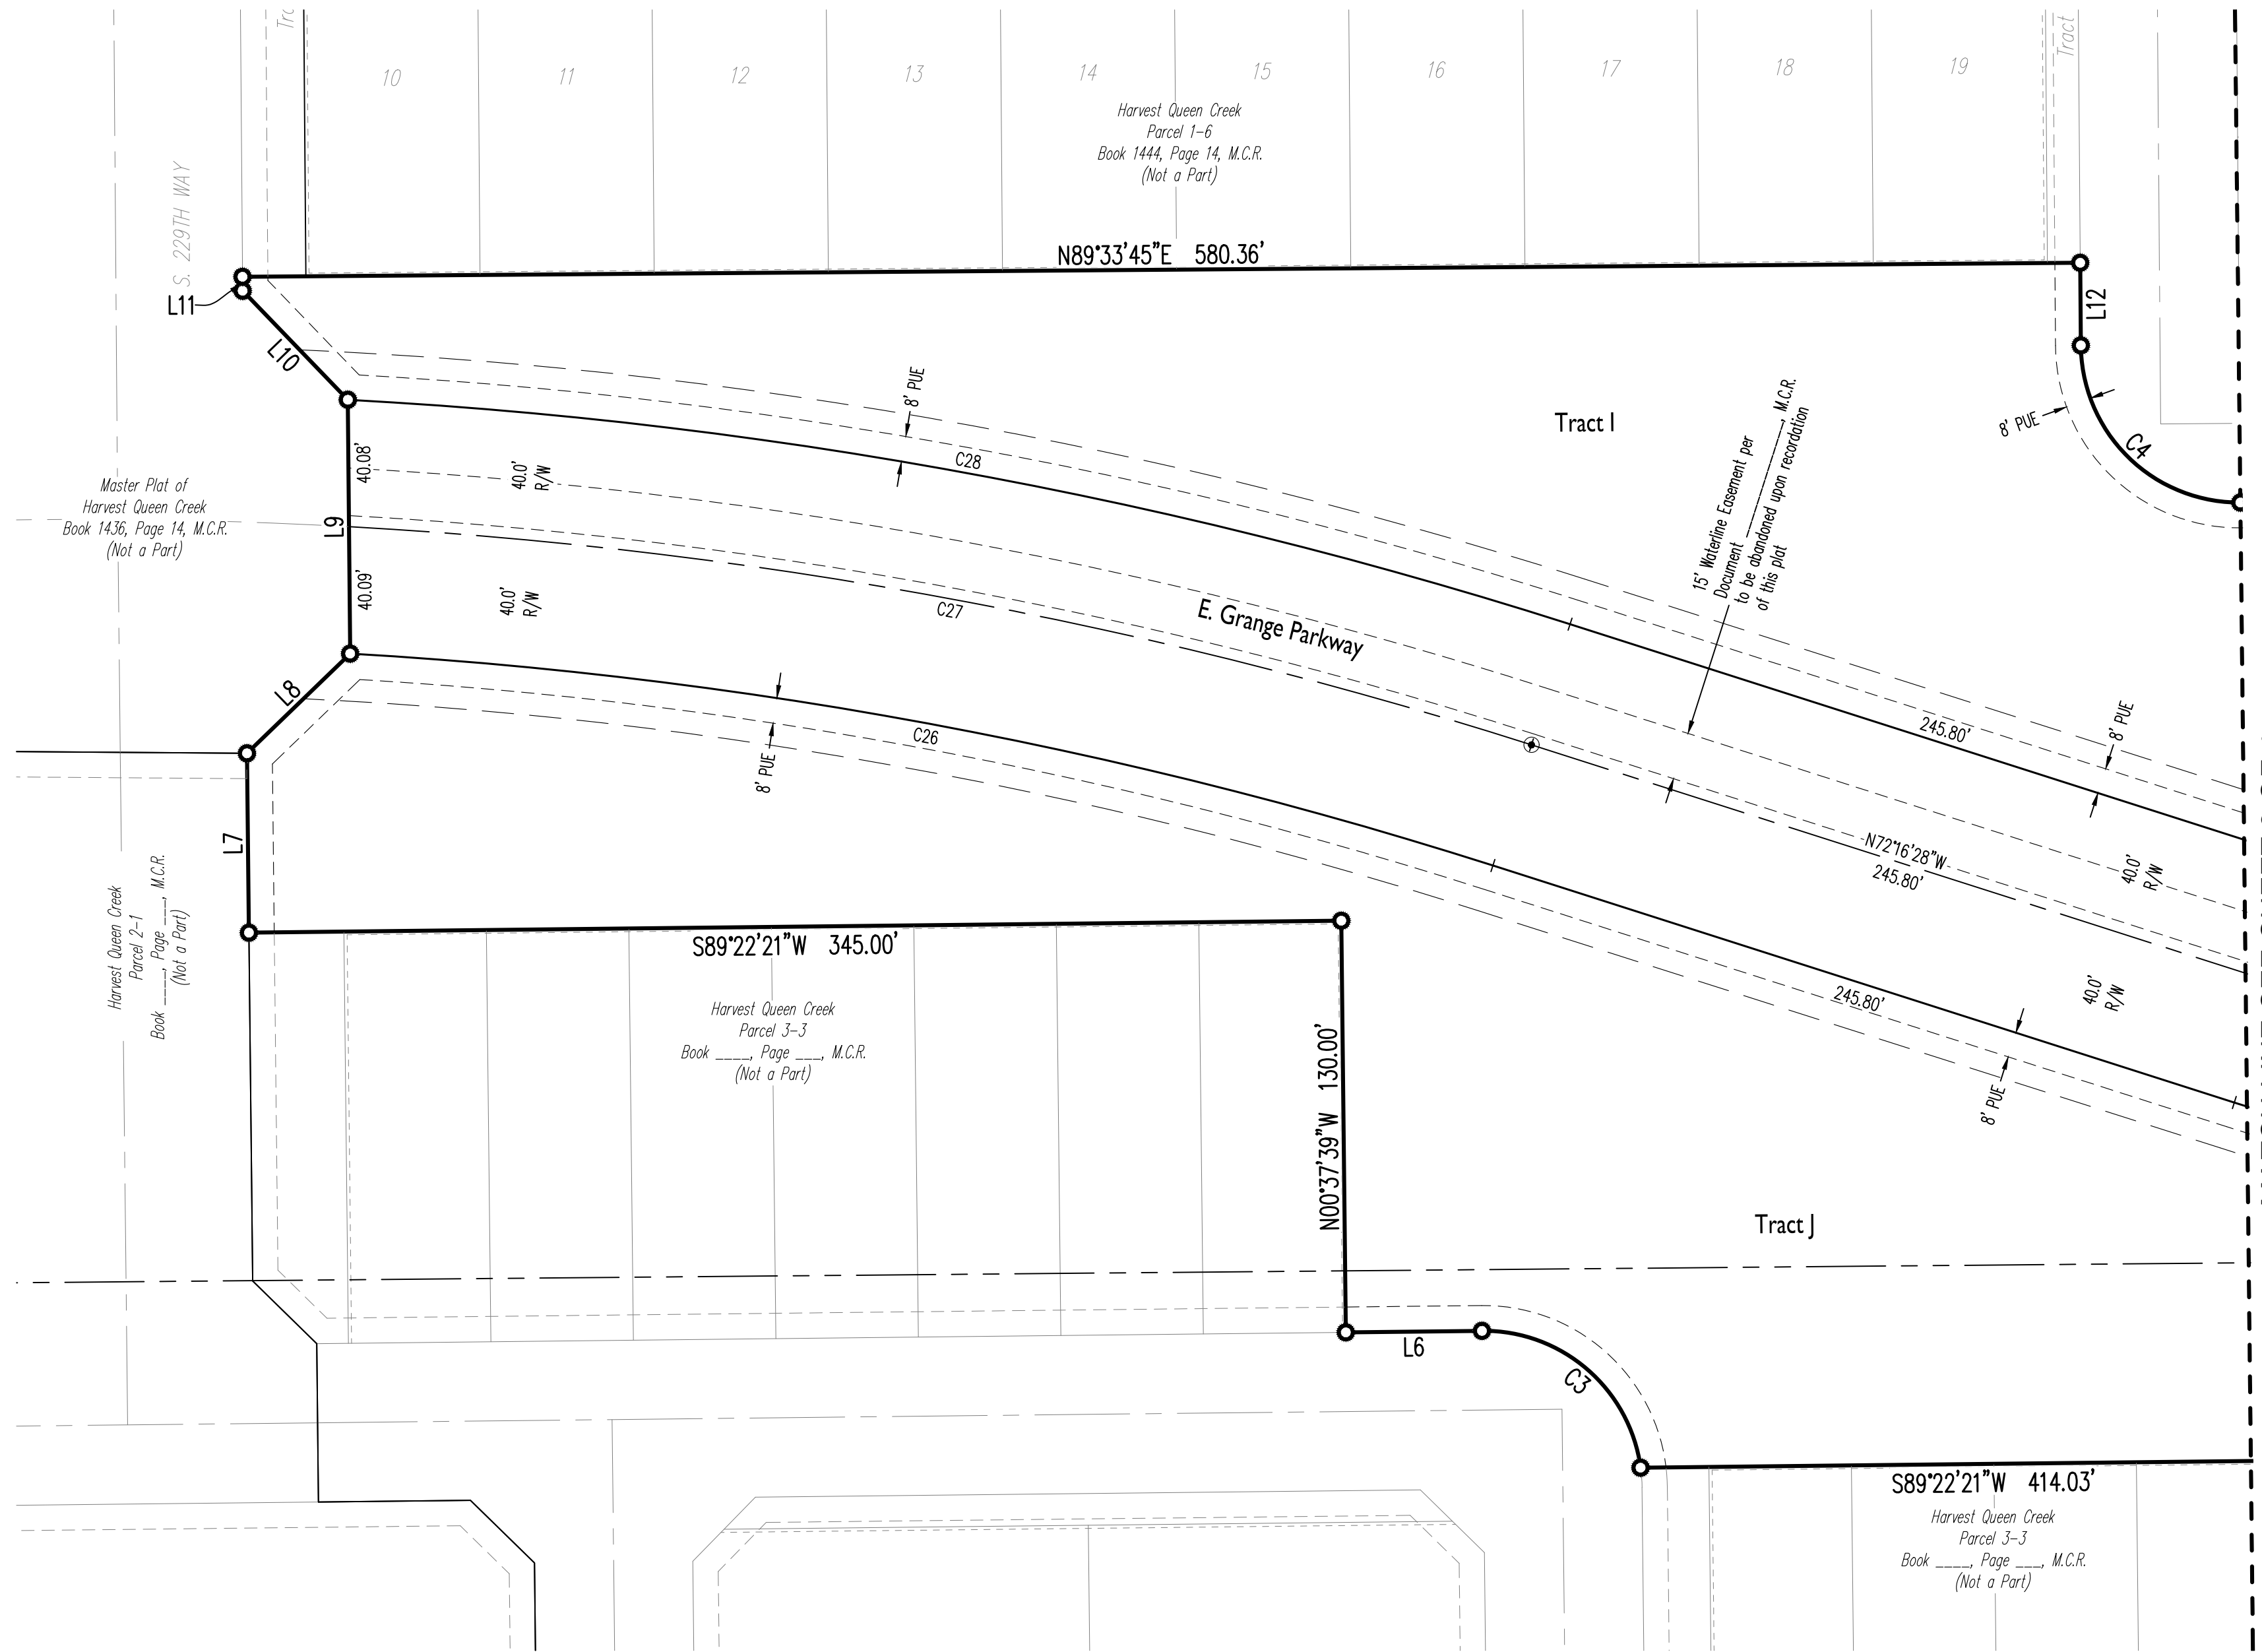 Trc
Tract
10
11
12
13
14
15
16
17
18
19
Harvest Queen Creek
Parcel 1-6
Book 1444, Page 14, M.C.R.
(Not a Part)
S. 229TH WAY
N89°33'45"E 580.36'
L11
L10
L12
8' PUE
Tract I
8' PUE
C4
C28
40.08'
40.0'
R/W
15' Waterline Easement per
Document ________, M.C.R.
to be abandoned upon recordation
of this plat
Master Plat of
Harvest Queen Creek
Book 1436, Page 14, M.C.R.
(Not a Part)
L9
40.09'
40.0'
R/W
C27
E. Grange Parkway
L8
C26
8' PUE
245.80'
8' PUE
L7
N72°16'28"W
245.80'
40.0'
R/W
Harvest Queen Creek
Parcel 2-1
Book ____, Page ___, M.C.R.
(Not a Part)
S89°22'21"W 345.00'
245.80'
40.0'
R/W
8' PUE
Harvest Queen Creek
Parcel 3-3
Book ____, Page ___, M.C.R.
(Not a Part)
N00°37'39"W 130.00'
Tract J
L6
C3
S89°22'21"W 414.03'
Harvest Queen Creek
Parcel 3-3
Book ____, Page ___, M.C.R.
(Not a Part)